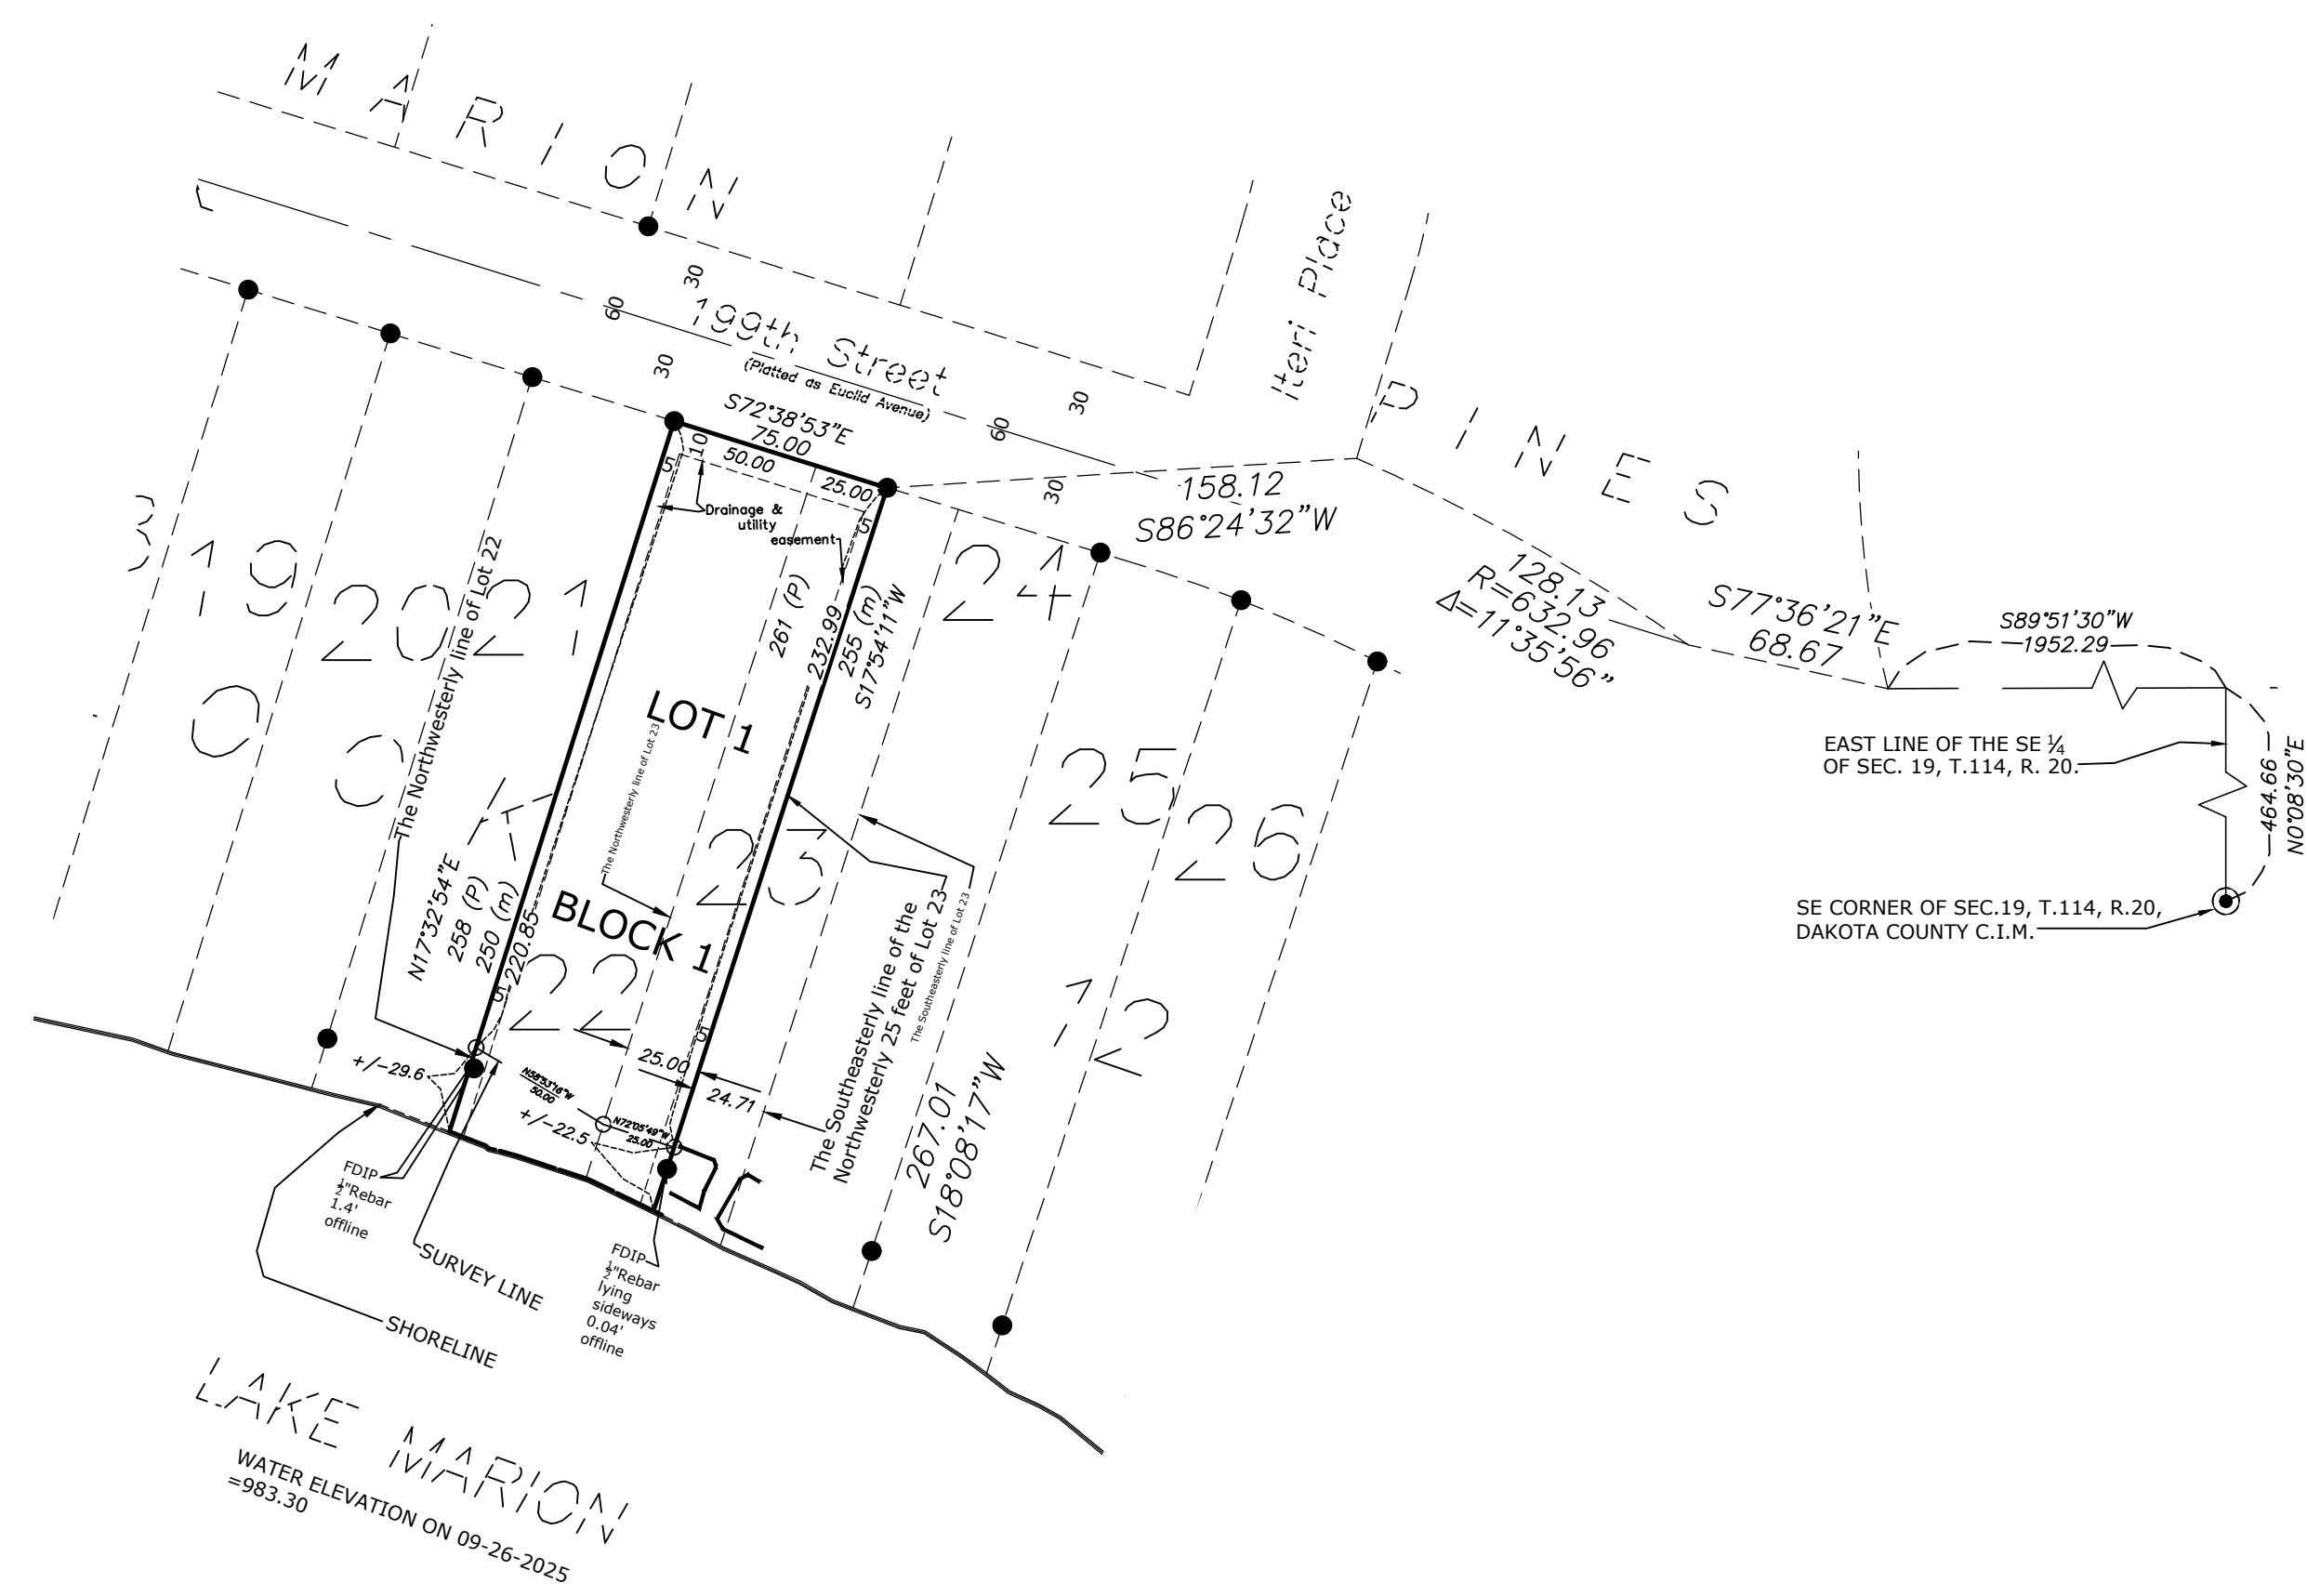 MARION
Iteri Place
30
60
199th Street
(Platted as Euclid Avenue)
30
30
60
PINES
S72°38'53"E
75.00
10
5
50.00
25.00
5
158.12
S86°24'32"W
30
Drainage &
utility
easement
128.13
R=632.96
Δ=11°35'56"
S77°36'21"E
68.67
S89°51'30"W
1952.29
19
20
21
24
25
26
O
O
K
12
The Northwesterly line of Lot 22
261 (P)
232.99
255 (m)
S17°54'11"W
LOT 1
The Northwesterly line of Lot 23
23
EAST LINE OF THE SE ¼
OF SEC. 19, T.114, R. 20.
464.66
N0°08'30"E
SE CORNER OF SEC.19, T.114, R.20,
DAKOTA COUNTY C.I.M.
N17°32'54"E
258 (P)
250 (m)
220.85
BLOCK 1
22
5
5
The Southeasterly line of the
Northwesterly 25 feet of Lot 23
The Southeasterly line of Lot 23
267.01
S18°08'17"W
25.00
24.71
+/-29.6
N58°53'16"W
50.00
+/-22.5
N72°05'49"W
25.00
FDIP
½"Rebar
1.4'
offline
SURVEY LINE
FDIP
½"Rebar
lying
sideways
0.04'
offline
SHORELINE
LAKE MARION
WATER ELEVATION ON 09-26-2025
=983.30